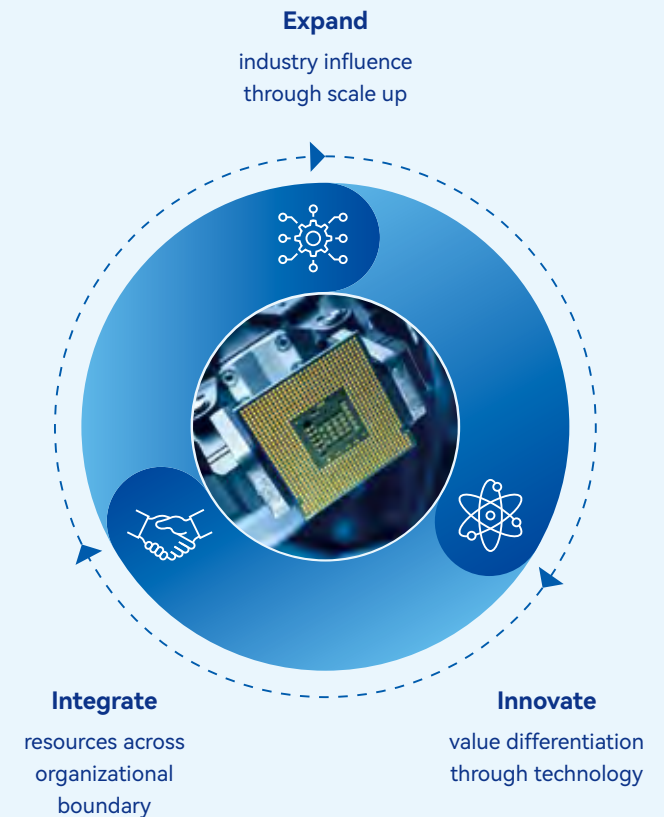 Expand
industry influence
through scale up
Integrate
resources across
organizational
boundary
Innovate
value differentiation
through technology